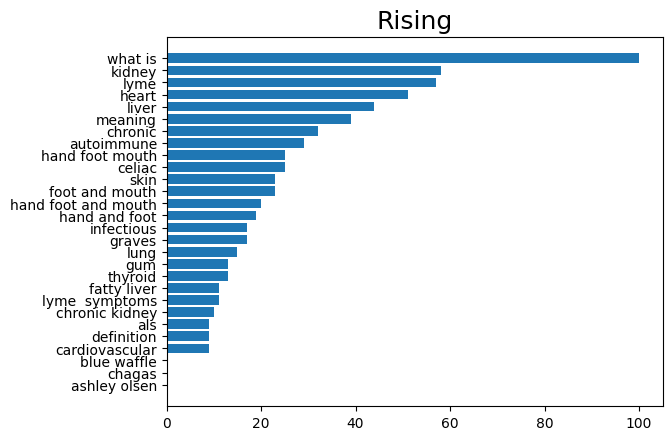 Rising
what is
kidney
lyme
heart
liver
meaning
chronic
autoimmune
hand foot mouth
celiac
skin
foot and mouth
hand foot and mouth
hand and foot
infectious
graves
lung
gum
thyroid
fatty liver
lyme  symptoms
chronic kidney
als
definition
cardiovascular
blue waffle
chagas
ashley olsen
0 20 40 60 80 100